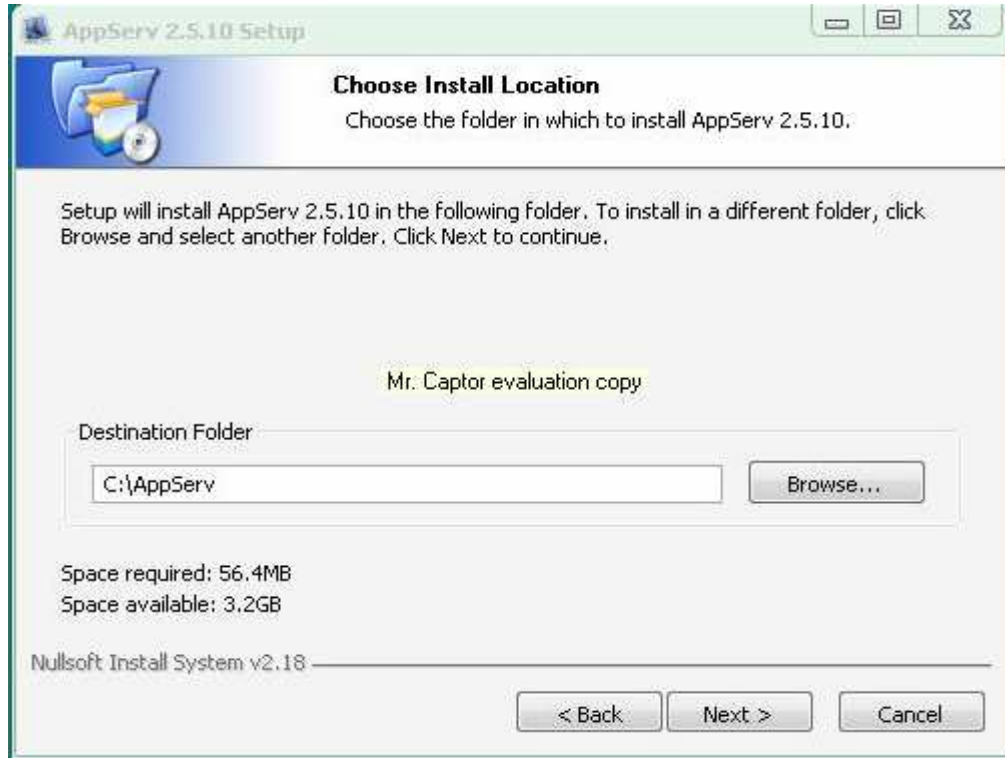 AppServ 2.5.10 Setup
Choose Install Location
Choose the folder in which to install AppServ 2.5.10.
Setup will install AppServ 2.5.10 in the following folder. To install in a different folder, click
Browse and select another folder. Click Next to continue.
Mr. Captor evaluation copy
Destination Folder
C:\AppServ
Browse...
Space required: 56.4MB
Space available: 3.2GB
Nullsoft Install System v2.18
< Back
Next >
Cancel